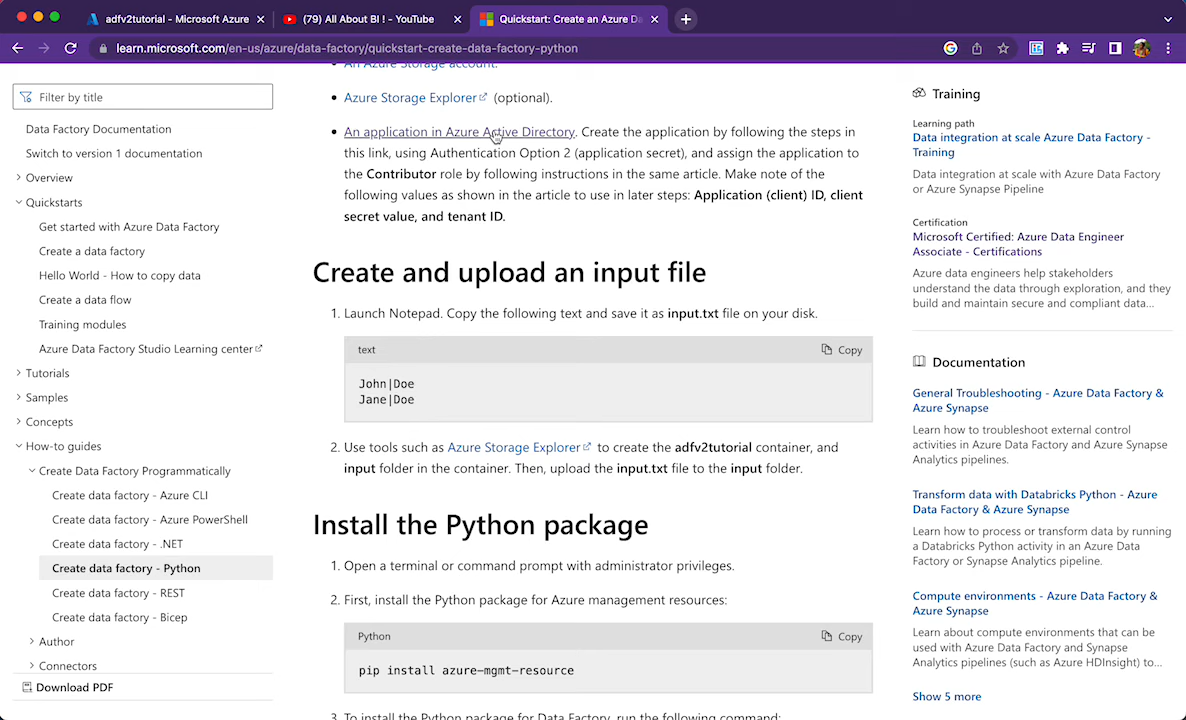 adfv2tutorial - Microsoft Azure
(79) All About BI ! - YouTube
Quickstart: Create an Azure Da
learn.microsoft.com/en-us/azure/data-factory/quickstart-create-data-factory-python
Filter by title
Data Factory Documentation
Switch to version 1 documentation
Overview
Quickstarts
Get started with Azure Data Factory
Create a data factory
Hello World - How to copy data
Create a data flow
Training modules
Azure Data Factory Studio Learning center
Tutorials
Samples
Concepts
How-to guides
Create Data Factory Programmatically
Create data factory - Azure CLI
Create data factory - Azure PowerShell
Create data factory - .NET
Create data factory - Python
Create data factory - REST
Create data factory - Bicep
Author
Connectors
Download PDF
An Azure Storage account.
Azure Storage Explorer (optional).
An application in Azure Active Directory. Create the application by following the steps in
this link, using Authentication Option 2 (application secret), and assign the application to
the Contributor role by following instructions in the same article. Make note of the
following values as shown in the article to use in later steps: Application (client) ID, client
secret value, and tenant ID.
Create and upload an input file
1. Launch Notepad. Copy the following text and save it as input.txt file on your disk.
text
Copy
John|Doe
Jane|Doe
2. Use tools such as Azure Storage Explorer to create the adfv2tutorial container, and
input folder in the container. Then, upload the input.txt file to the input folder.
Install the Python package
1. Open a terminal or command prompt with administrator privileges.
2. First, install the Python package for Azure management resources:
Python
Copy
pip install azure-mgmt-resource
3. To install the Python package for Data Factory, run the following command:
Training
Learning path
Data integration at scale Azure Data Factory -
Training
Data integration at scale with Azure Data Factory
or Azure Synapse Pipeline
Certification
Microsoft Certified: Azure Data Engineer
Associate - Certifications
Azure data engineers help stakeholders
understand the data through exploration, and they
build and maintain secure and compliant data...
Documentation
General Troubleshooting - Azure Data Factory &
Azure Synapse
Learn how to troubleshoot external control
activities in Azure Data Factory and Azure Synapse
Analytics pipelines.
Transform data with Databricks Python - Azure
Data Factory & Azure Synapse
Learn how to process or transform data by running
a Databricks Python activity in an Azure Data
Factory or Synapse Analytics pipeline.
Compute environments - Azure Data Factory &
Azure Synapse
Learn about compute environments that can be
used with Azure Data Factory and Synapse
Analytics pipelines (such as Azure HDInsight) to...
Show 5 more